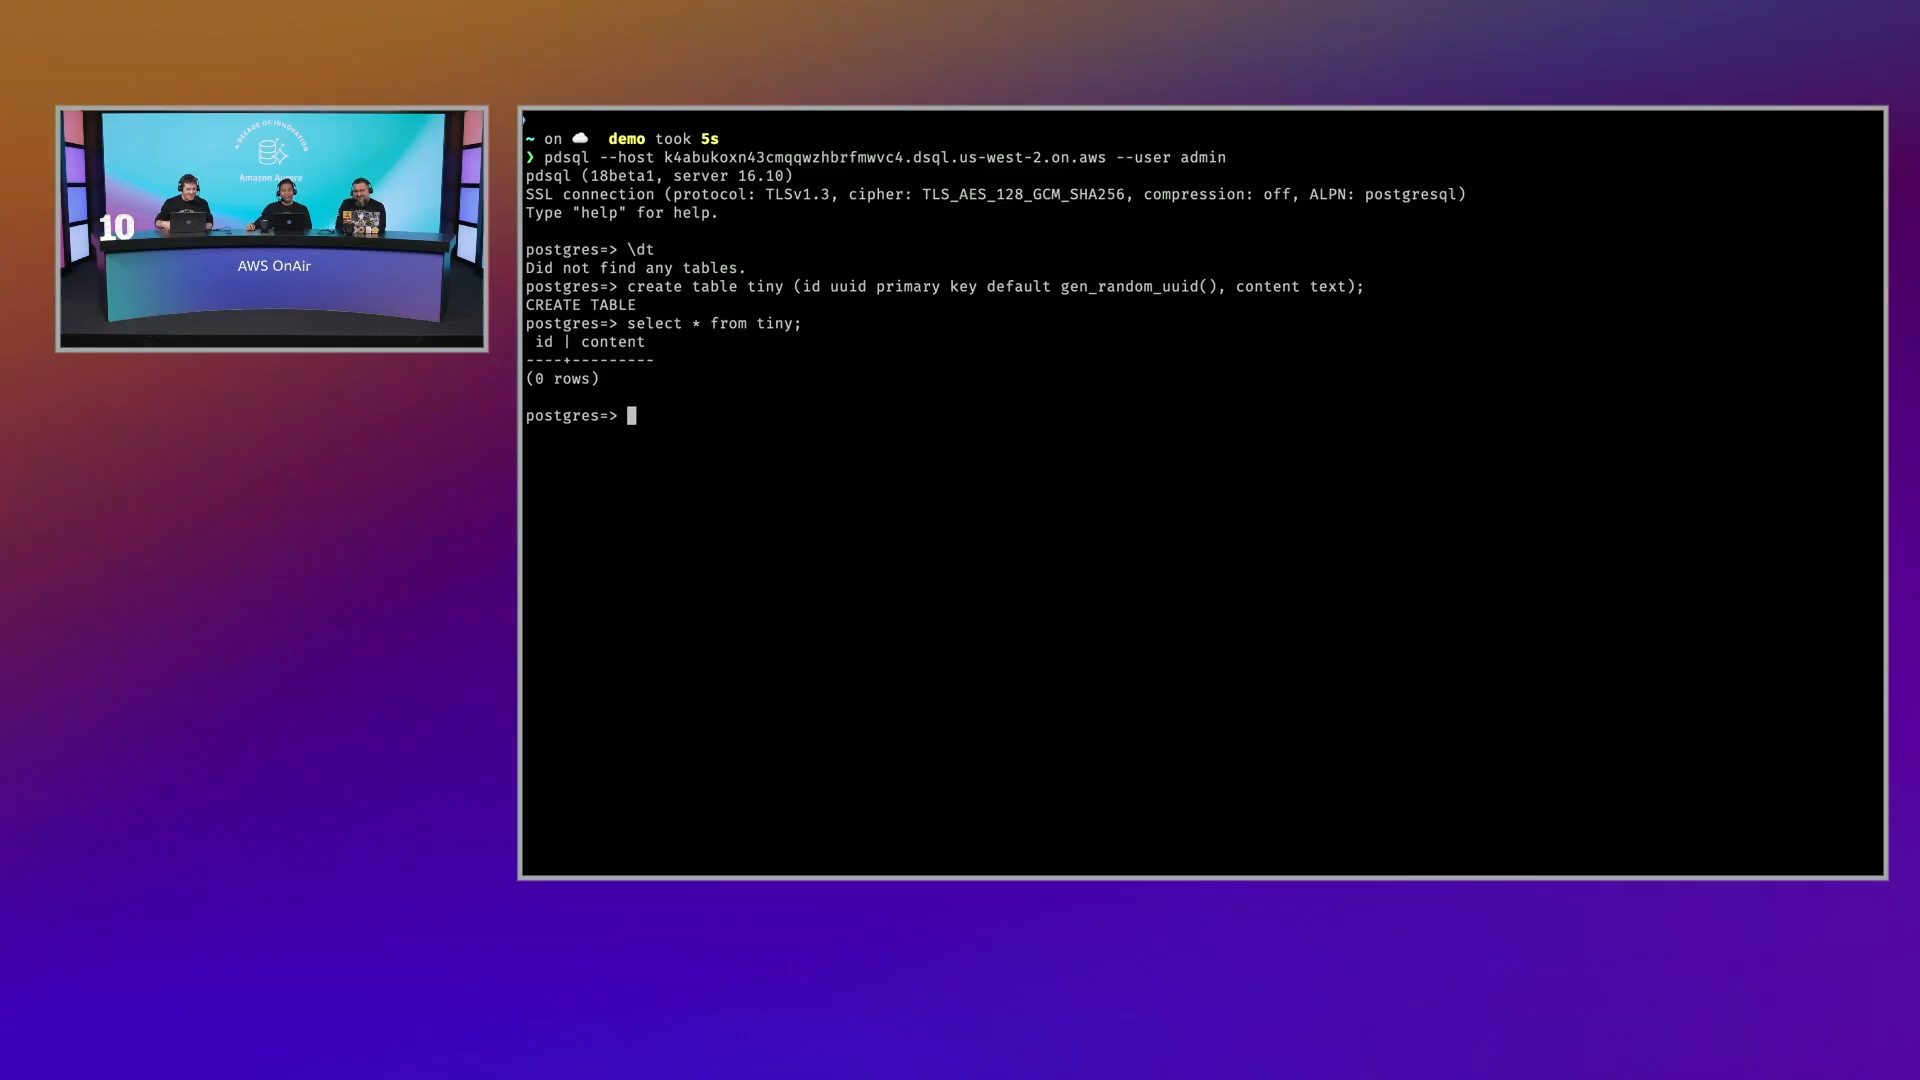 A DECADE OF INNOVATION
Amazon Aurora
10
AWS OnAir
~ on demo took 5s
❯ pdsql --host k4abukoxn43cmqqwzhbrfmwvc4.dsql.us-west-2.on.aws --user admin
pdsql (18beta1, server 16.10)
SSL connection (protocol: TLSv1.3, cipher: TLS_AES_128_GCM_SHA256, compression: off, ALPN: postgresql)
Type "help" for help.
postgres=> \dt
Did not find any tables.
postgres=> create table tiny (id uuid primary key default gen_random_uuid(), content text);
CREATE TABLE
postgres=> select * from tiny;
id | content
----+---------
(0 rows)
postgres=>